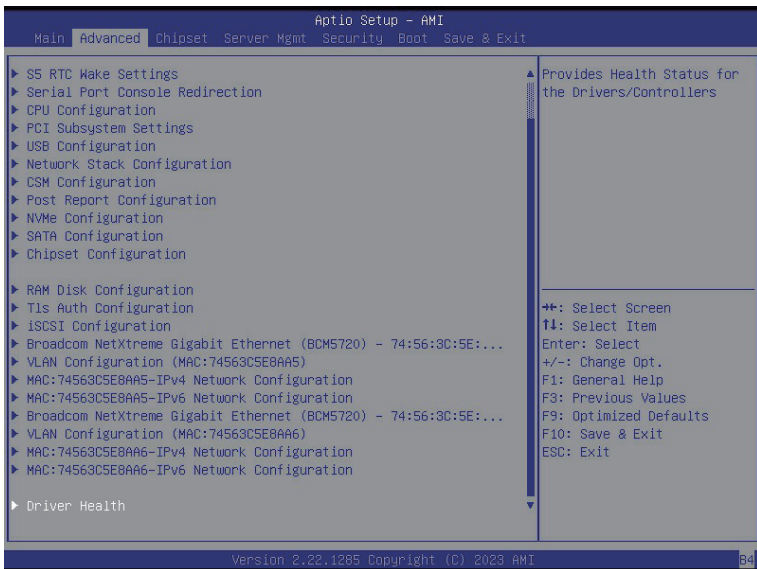 Aptio Setup – AMI
Main Advanced Chipset Server Mgmt Security Boot Save & Exit
S5 RTC Wake Settings
Serial Port Console Redirection
CPU Configuration
PCI Subsystem Settings
USB Configuration
Network Stack Configuration
CSM Configuration
Post Report Configuration
NVMe Configuration
SATA Configuration
Chipset Configuration
RAM Disk Configuration
Tls Auth Configuration
iSCSI Configuration
Broadcom NetXtreme Gigabit Ethernet (BCM5720) – 74:56:3C:5E:...
VLAN Configuration (MAC:74563C5E8AA5)
MAC:74563C5E8AA5-IPv4 Network Configuration
MAC:74563C5E8AA5-IPv6 Network Configuration
Broadcom NetXtreme Gigabit Ethernet (BCM5720) – 74:56:3C:5E:...
VLAN Configuration (MAC:74563C5E8AA6)
MAC:74563C5E8AA6-IPv4 Network Configuration
MAC:74563C5E8AA6-IPv6 Network Configuration
Driver Health
Provides Health Status for
the Drivers/Controllers
→←: Select Screen
↑↓: Select Item
Enter: Select
+/-: Change Opt.
F1: General Help
F3: Previous Values
F9: Optimized Defaults
F10: Save & Exit
ESC: Exit
Version 2.22.1285 Copyright (C) 2023 AMI
B4